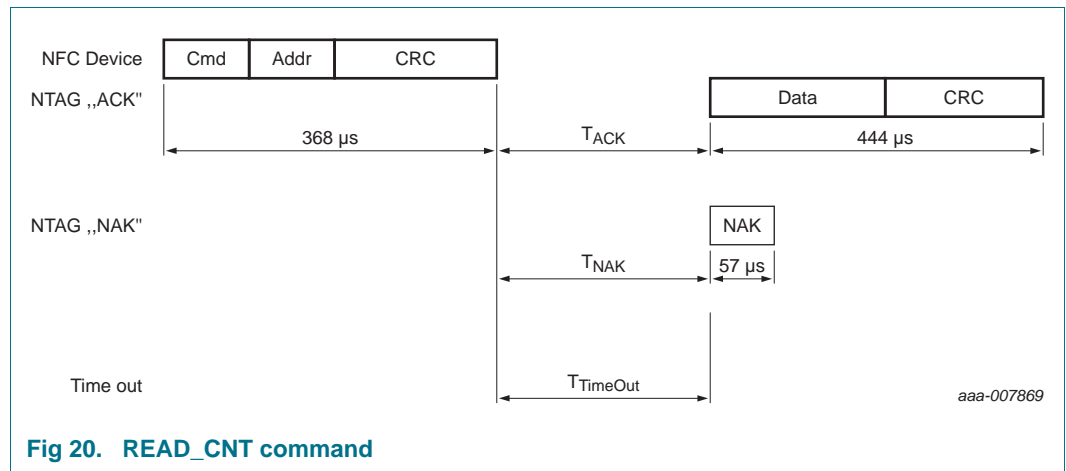 NFC Device Cmd Addr CRC
NTAG ,,ACK" Data CRC
368 µs TACK 444 µs
NTAG ,,NAK" NAK
TNAK 57 µs
Time out TTimeOut aaa-007869
Fig 20. READ_CNT command